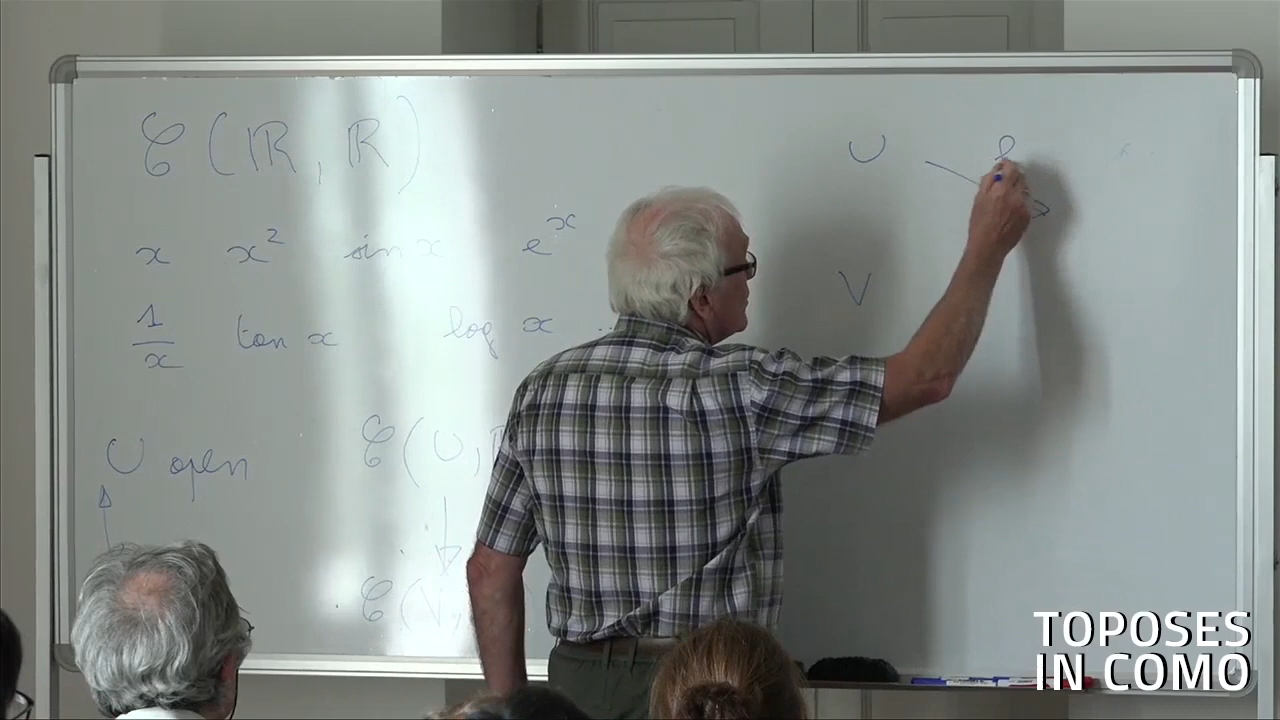 𝒞(ℝ, ℝ)
x x² sin x eˣ
1/x tan x log x ...
U open 𝒞(U,
𝒞(V,
U
V
TOPOSES
IN COMO